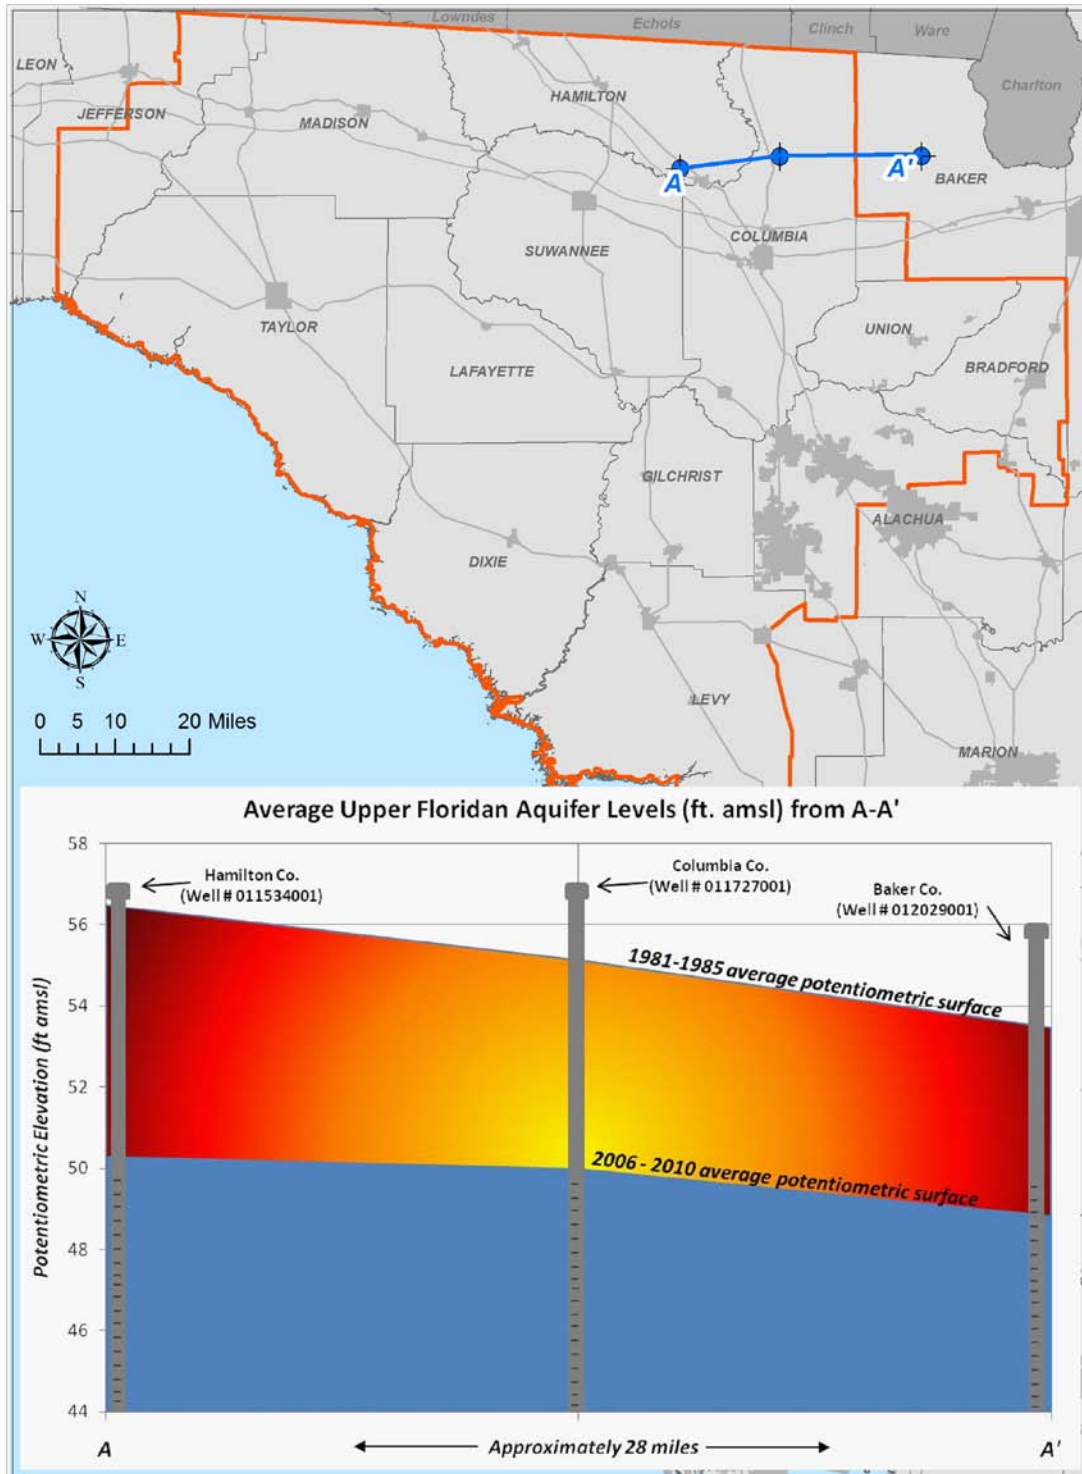 Lowndes
Echols
Clinch
Ware
LEON
Charlton
HAMILTON
JEFFERSON
MADISON
A
A'
BAKER
COLUMBIA
SUWANNEE
TAYLOR
UNION
LAFAYETTE
BRADFORD
GILCHRIST
ALACHUA
DIXIE
N
W
E
S
LEVY
0 5 10 20 Miles
MARION
Average Upper Floridan Aquifer Levels (ft. amsl) from A-A'
Potentiometric Elevation (ft amsl)
58
56
54
52
50
48
46
44
Hamilton Co.
(Well # 011534001)
Columbia Co.
(Well # 011727001)
Baker Co.
(Well # 012029001)
1981-1985 average potentiometric surface
2006 - 2010 average potentiometric surface
A
Approximately 28 miles
A'